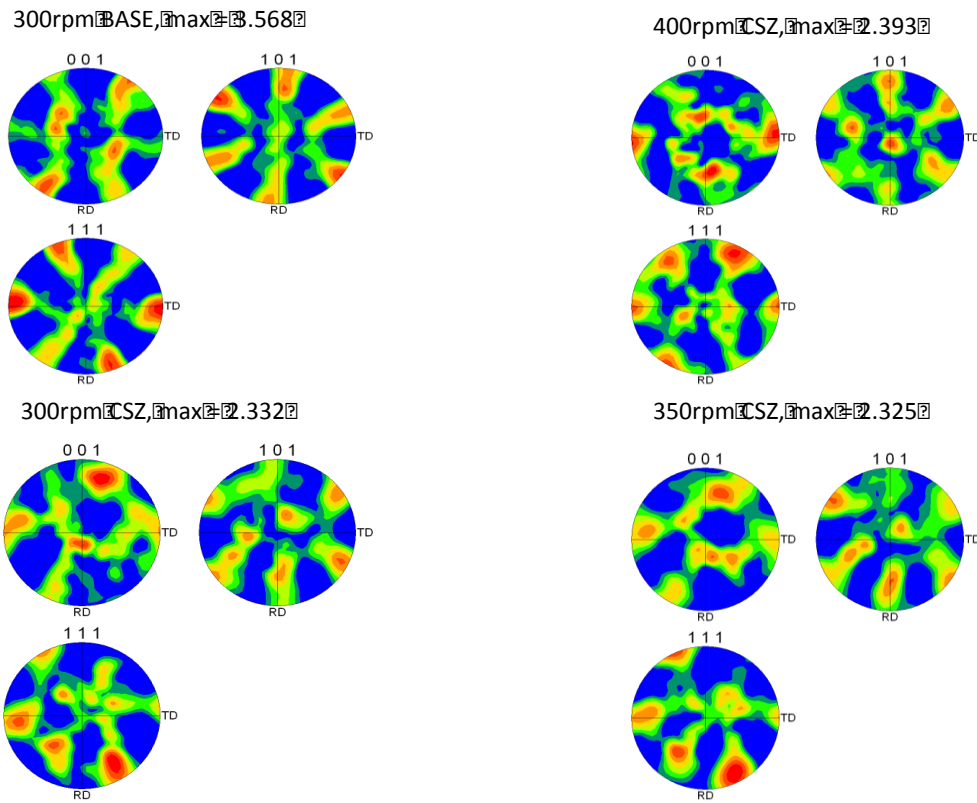 300rpm BASE, max = 3.568
0 0 1
1 0 1
TD
TD
RD
RD
1 1 1
TD
RD
400rpm CSZ, max = 2.393
0 0 1
1 0 1
TD
TD
RD
RD
1 1 1
TD
RD
300rpm CSZ, max = 2.332
0 0 1
1 0 1
TD
TD
RD
RD
1 1 1
TD
RD
350rpm CSZ, max = 2.325
0 0 1
1 0 1
TD
TD
RD
RD
1 1 1
TD
RD